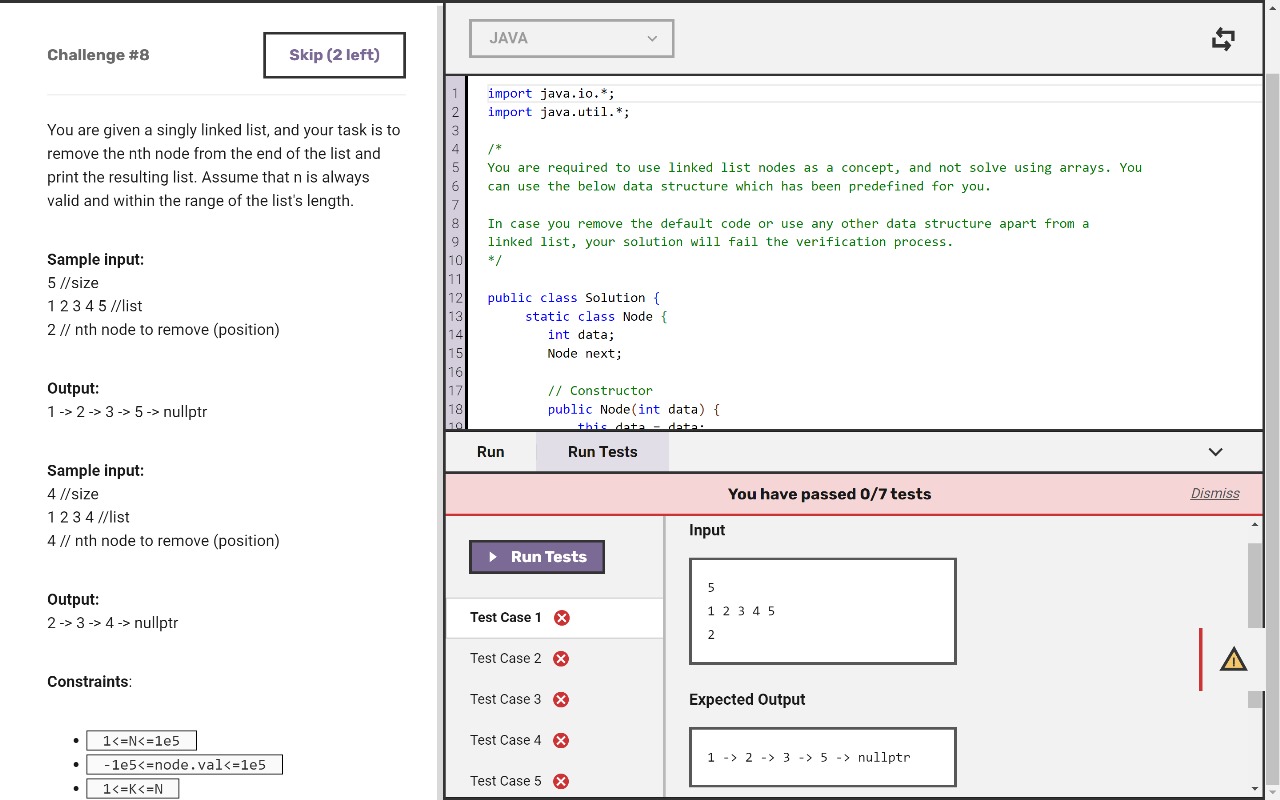 Challenge #8
Skip (2 left)
You are given a singly linked list, and your task is to
remove the nth node from the end of the list and
print the resulting list. Assume that n is always
valid and within the range of the list's length.
Sample input:
5 //size
1 2 3 4 5 //list
2 // nth node to remove (position)
Output:
1 -> 2 -> 3 -> 5 -> nullptr
Sample input:
4 //size
1 2 3 4 //list
4 // nth node to remove (position)
Output:
2 -> 3 -> 4 -> nullptr
Constraints:
1<=N<=1e5
-1e5<=node.val<=1e5
1<=K<=N
JAVA
1 import java.io.*;
2 import java.util.*;
3
4 /*
5 You are required to use linked list nodes as a concept, and not solve using arrays. You
6 can use the below data structure which has been predefined for you.
7
8 In case you remove the default code or use any other data structure apart from a
9 linked list, your solution will fail the verification process.
10 */
11
12 public class Solution {
13 static class Node {
14 int data;
15 Node next;
16
17 // Constructor
18 public Node(int data) {
19 this.data = data;
Run
Run Tests
You have passed 0/7 tests
Dismiss
Run Tests
Test Case 1
Test Case 2
Test Case 3
Test Case 4
Test Case 5
Input
5
1 2 3 4 5
2
Expected Output
1 -> 2 -> 3 -> 5 -> nullptr